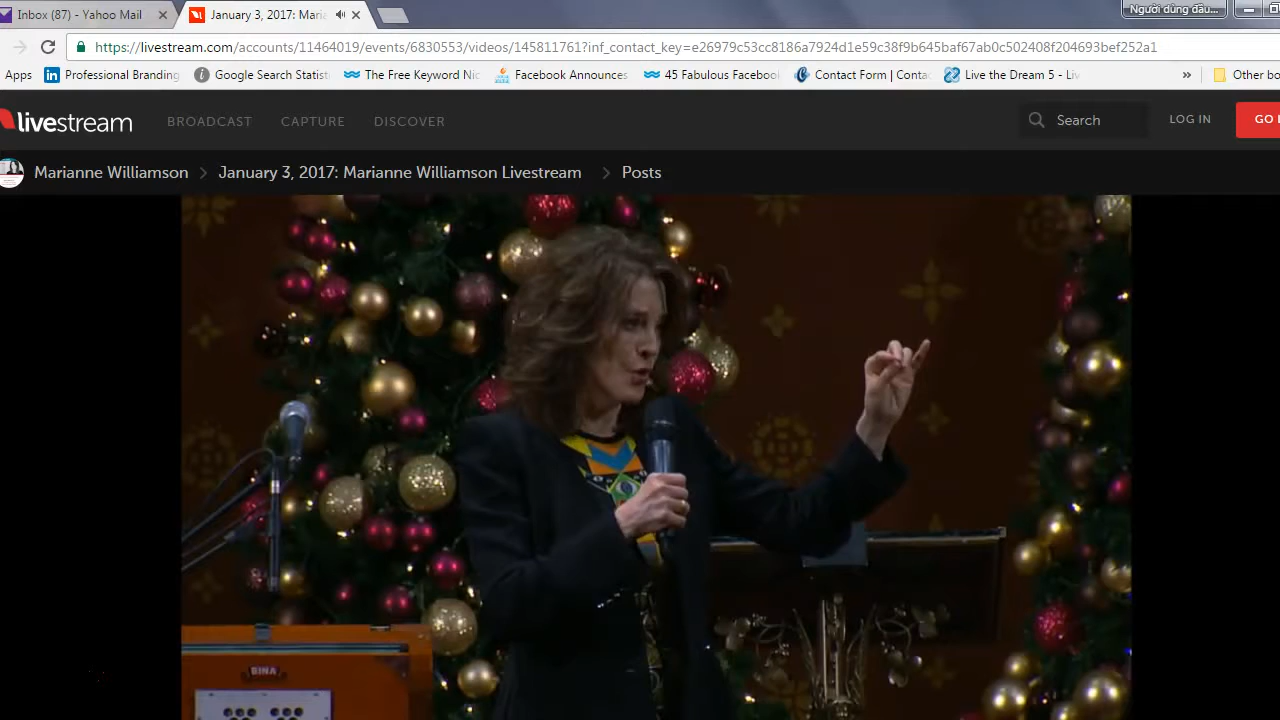 Inbox (87) - Yahoo Mail
January 3, 2017: Maria
Người dùng đầu...
https://livestream.com/accounts/11464019/events/6830553/videos/145811761?inf_contact_key=e26979c53cc8186a7924d1e59c38f9b645baf67ab0c502408f204693bef252a1
Apps
Professional Branding
Google Search Statist
The Free Keyword Nic
Facebook Announces
45 Fabulous Facebool
Contact Form | Conta
Live the Dream 5 - Liv
»
Other bo
livestream
BROADCAST
CAPTURE
DISCOVER
Search
LOG IN
GO
Marianne Williamson
January 3, 2017: Marianne Williamson Livestream
Posts
BINA